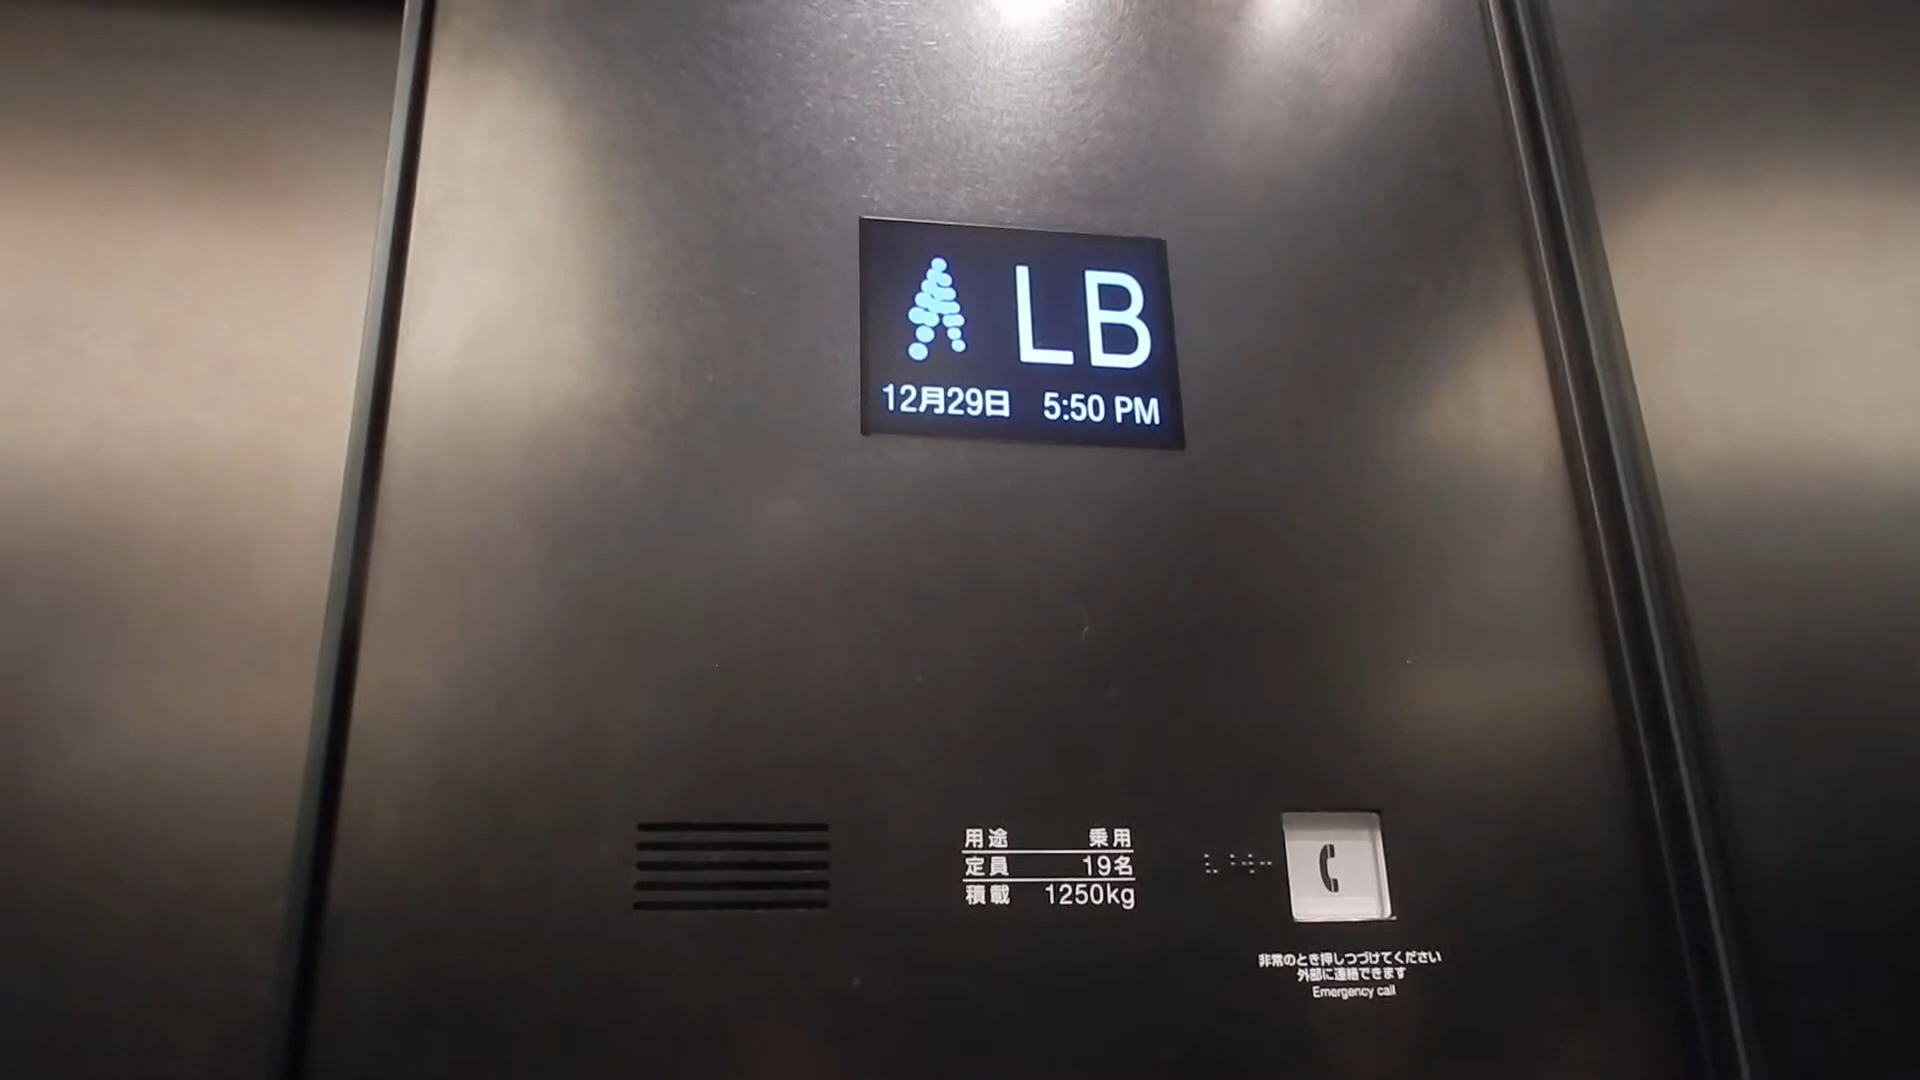 LB
12月29日 5:50 PM
用途 乗用
定員 19名
積載 1250kg
非常のとき押しつづけてください
外部に連絡できます
Emergency call